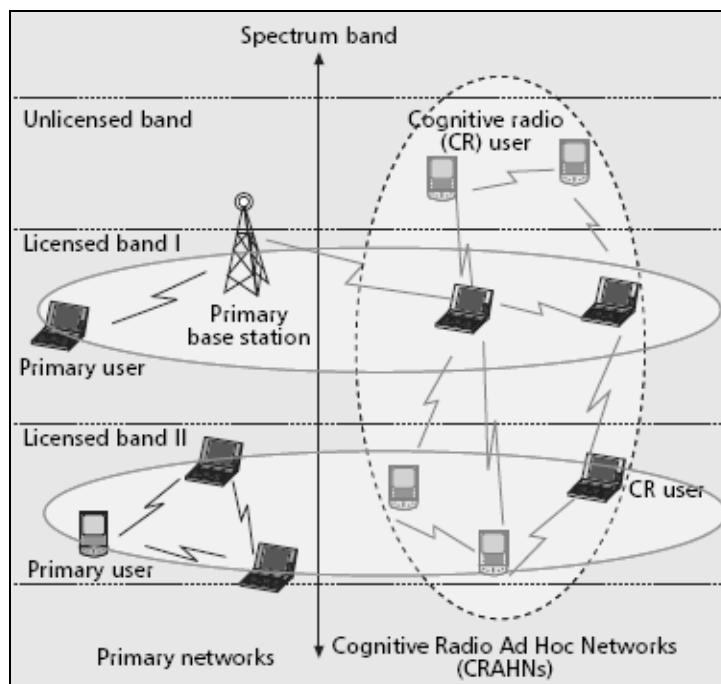 Spectrum band
Unlicensed band
Cognitive radio
(CR) user
Licensed band I
Primary
base station
Primary user
Licensed band II
CR user
Primary user
Primary networks
Cognitive Radio Ad Hoc Networks
(CRAHNs)